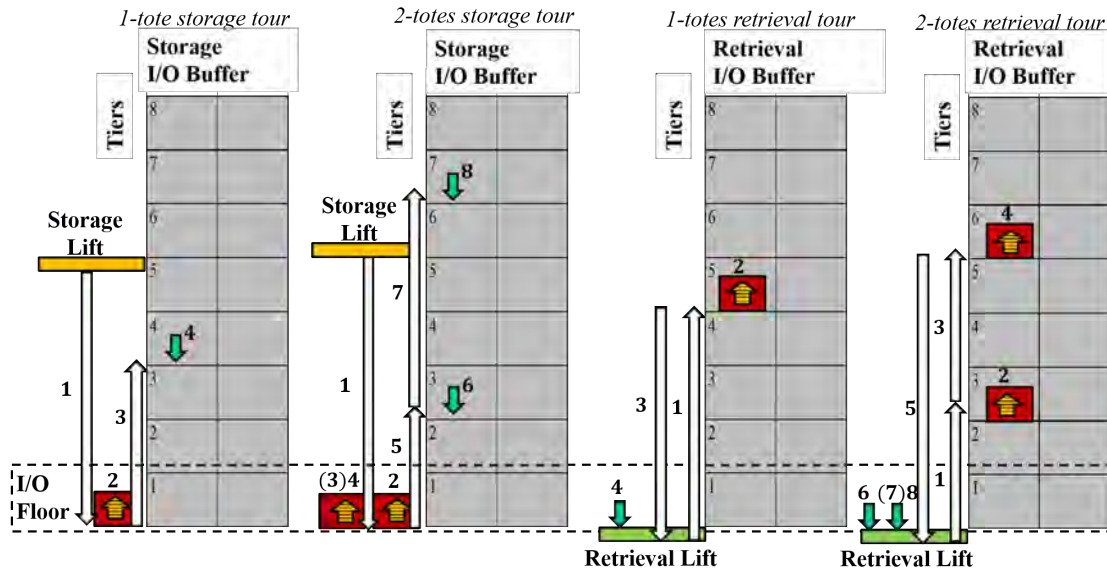 1-tote storage tour
Storage
I/O Buffer
Tiers
8
7
6
5
4
3
2
1
Storage
Lift
1
2
3
4
I/O
Floor
2-totes storage tour
Storage
I/O Buffer
Tiers
8
7
6
5
4
3
2
1
Storage
Lift
1
2
(3)4
5
6
7
8
1-totes retrieval tour
Retrieval
I/O Buffer
Tiers
8
7
6
5
4
3
2
1
2
3
1
4
Retrieval Lift
2-totes retrieval tour
Retrieval
I/O Buffer
Tiers
8
7
6
5
4
3
2
1
4
3
2
5
1
6 (7)8
Retrieval Lift